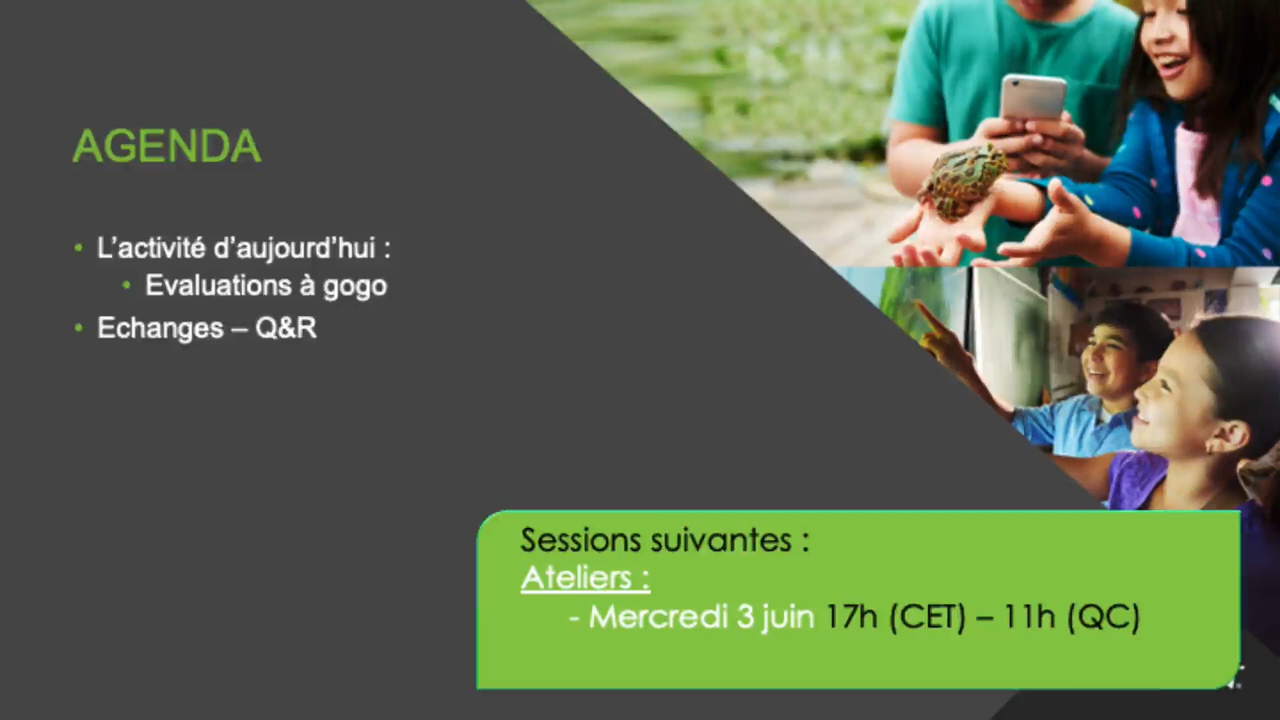 AGENDA
• L’activité d’aujourd’hui :
• Evaluations à gogo
• Echanges – Q&R
Sessions suivantes :
Ateliers :
- Mercredi 3 juin 17h (CET) – 11h (QC)